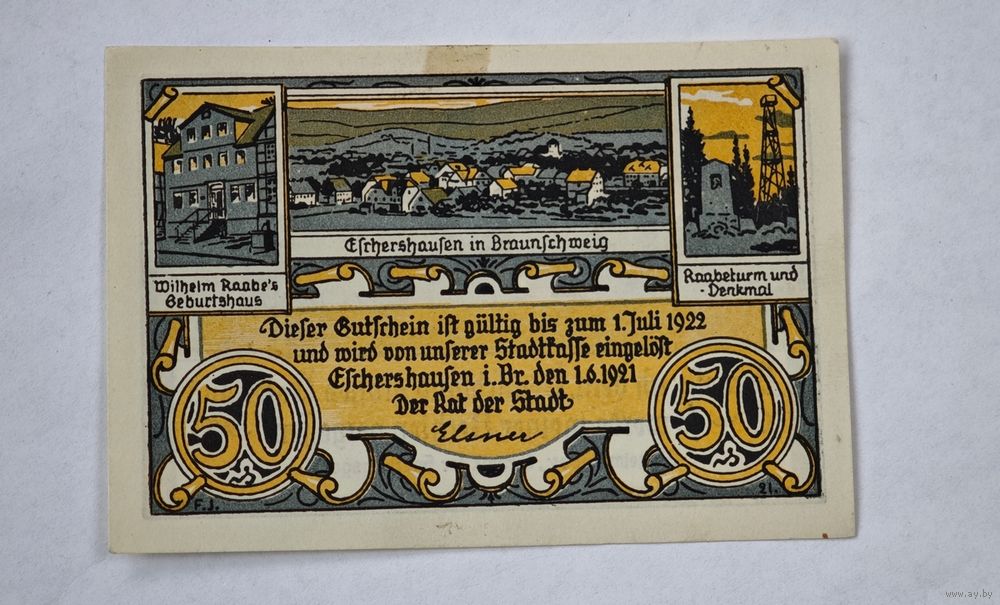 Eschershausen in Braunschweig
Wilhelm Raabe's
Geburtshaus
Raabeturm und
-Denkmal
Dieser Gutschein ist gültig bis zum 1. Juli 1922
und wird von unserer Stadtkasse eingelöst
Eschershausen i. Br. den 1.6.1921
Der Rat der Stadt
Elsner
50
50
F.J.
21.
www.ay.by